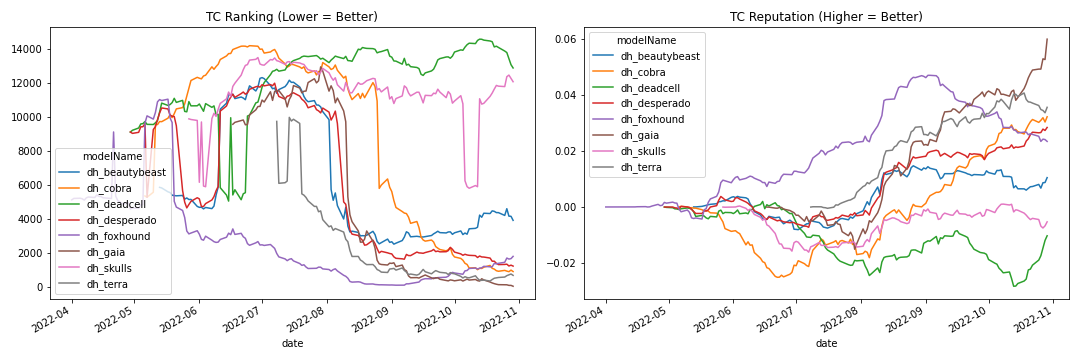 TC Ranking (Lower = Better)
14000
12000
10000
8000
6000
4000
2000
0
modelName
dh_beautybeast
dh_cobra
dh_deadcell
dh_desperado
dh_foxhound
dh_gaia
dh_skulls
dh_terra
2022-04
2022-05
2022-06
2022-07
2022-08
2022-09
2022-10
2022-11
date
TC Reputation (Higher = Better)
0.06
0.04
0.02
0.00
−0.02
modelName
dh_beautybeast
dh_cobra
dh_deadcell
dh_desperado
dh_foxhound
dh_gaia
dh_skulls
dh_terra
2022-04
2022-05
2022-06
2022-07
2022-08
2022-09
2022-10
2022-11
date